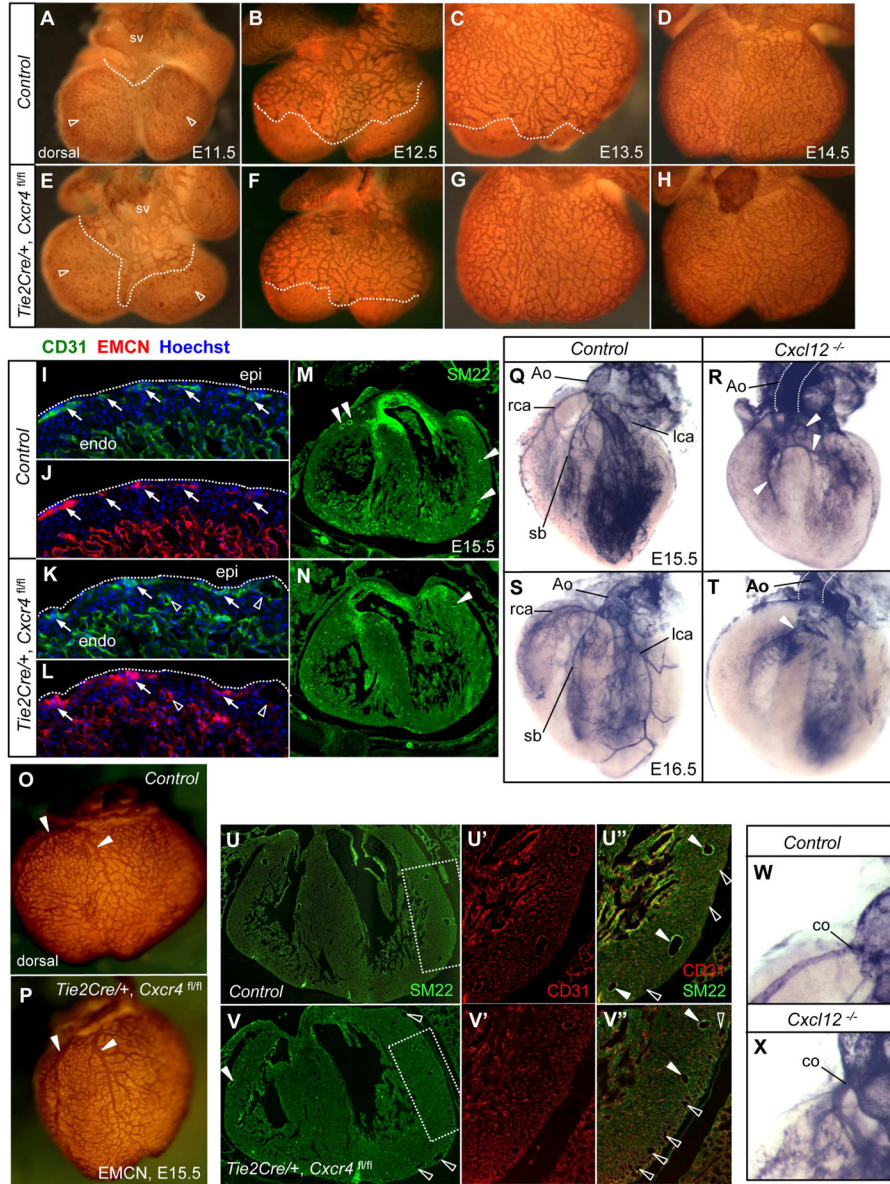 A
B
C
D
Control
sv
dorsal
E11.5
E12.5
E13.5
E14.5
E
F
G
H
Tie2Cre/+, Cxcr4 fl/fl
sv
CD31 EMCN Hoechst
Control
I
epi
endo
J
Tie2Cre/+, Cxcr4 fl/fl
K
epi
endo
L
M
SM22
E15.5
N
Control
Cxcl12 -/-
Q
Ao
rca
lca
sb
E15.5
R
Ao
S
Ao
rca
lca
sb
E16.5
T
Ao
O
Control
dorsal
P
Tie2Cre/+, Cxcr4 fl/fl
EMCN, E15.5
U
Control
SM22
U'
CD31
U''
CD31
SM22
V
Tie2Cre/+, Cxcr4 fl/fl
V'
V''
Control
W
co
Cxcl12 -/-
X
co